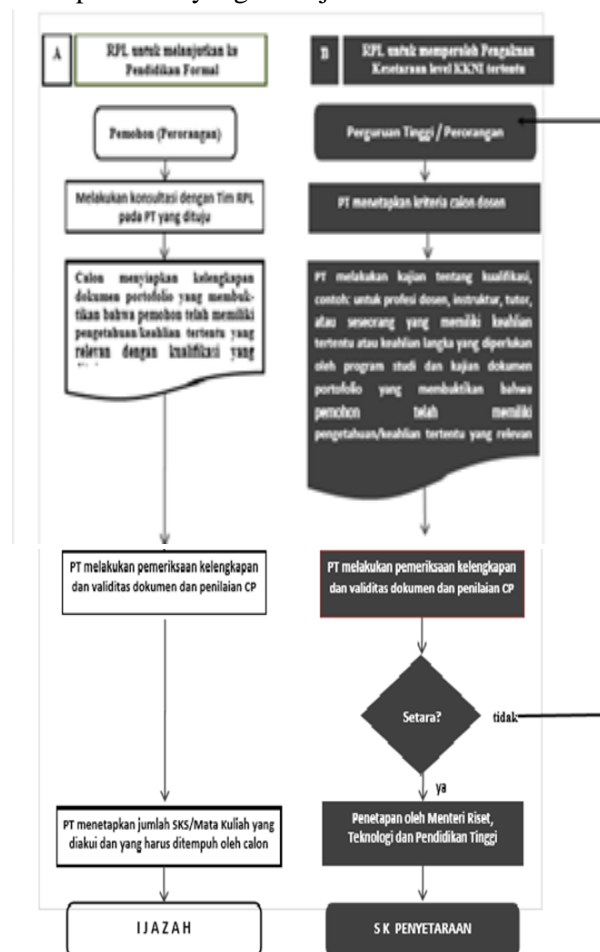 A
RPL untuk melanjutkan ke
Pendidikan Formal
B
RPL untuk memperoleh Pengakuan
Kesetaraan level KKNI tertentu
Pemohon (Perorangan)
Perguruan Tinggi / Perorangan
Melakukan konsultasi dengan Tim RPL
pada PT yang dituju
PT menetapkan kriteria calon dosen
Calon menyiapkan kelengkapan
dokumen portofolio yang membuk-
tikan bahwa pemohon telah memiliki
pengetahuan/keahlian tertentu yang
relevan dengan kualifikasi yang
PT melakukan kajian tentang kualifikasi,
contoh: untuk profesi dosen, instruktur, tutor,
atau seseorang yang memiliki keahlian
tertentu atau keahlian langka yang diperlukan
oleh program studi dan kajian dokumen
portofolio yang membuktikan bahwa
pemohon telah memiliki
pengetahuan/keahlian tertentu yang relevan
PT melakukan pemeriksaan kelengkapan
dan validitas dokumen dan penilaian CP
PT melakukan pemeriksaan kelengkapan
dan validitas dokumen dan penilaian CP
Setara?
tidak
ya
PT menetapkan jumlah SKS/Mata Kuliah yang
diakui dan yang harus ditempuh oleh calon
Penetapan oleh Menteri Riset,
Teknologi dan Pendidikan Tinggi
IJAZAH
SK PENYETARAAN